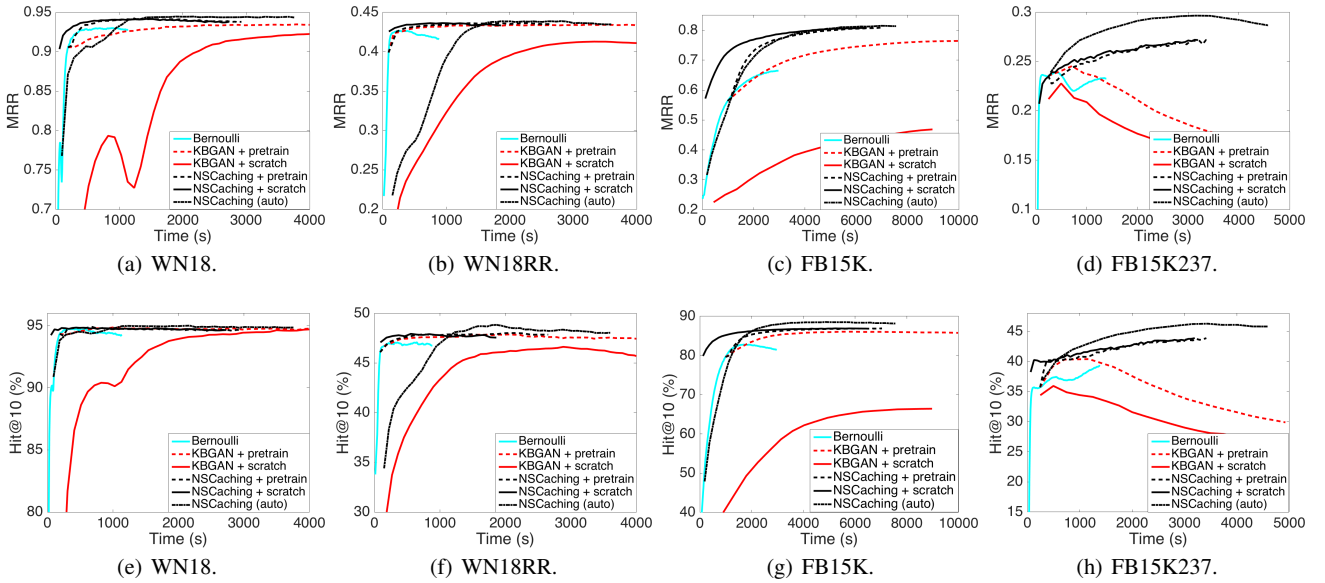 0.95
0.9
0.85
0.8
0.75
0.7
MRR
0 1000 2000 3000 4000
Time (s)
Bernoulli
KBGAN + pretrain
KBGAN + scratch
NSCaching + pretrain
NSCaching + scratch
NSCaching (auto)
(a) WN18.
0.45
0.4
0.35
0.3
0.25
0.2
MRR
0 1000 2000 3000 4000
Time (s)
Bernoulli
KBGAN + pretrain
KBGAN + scratch
NSCaching + pretrain
NSCaching + scratch
NSCaching (auto)
(b) WN18RR.
0.8
0.7
0.6
0.5
0.4
0.3
0.2
MRR
0 2000 4000 6000 8000 10000
Time (s)
Bernoulli
KBGAN + pretrain
KBGAN + scratch
NSCaching + pretrain
NSCaching + scratch
NSCaching (auto)
(c) FB15K.
0.3
0.25
0.2
0.15
0.1
MRR
0 1000 2000 3000 4000 5000
Time (s)
Bernoulli
KBGAN + pretrain
KBGAN + scratch
NSCaching + pretrain
NSCaching + scratch
NSCaching (auto)
(d) FB15K237.
95
90
85
80
Hit@10 (%)
0 1000 2000 3000 4000
Time (s)
Bernoulli
KBGAN + pretrain
KBGAN + scratch
NSCaching + pretrain
NSCaching + scratch
NSCaching (auto)
(e) WN18.
50
45
40
35
30
Hit@10 (%)
0 1000 2000 3000 4000
Time (s)
Bernoulli
KBGAN + pretrain
KBGAN + scratch
NSCaching + pretrain
NSCaching + scratch
NSCaching (auto)
(f) WN18RR.
90
80
70
60
50
40
Hit@10 (%)
0 2000 4000 6000 8000 10000
Time (s)
Bernoulli
KBGAN + pretrain
KBGAN + scratch
NSCaching + pretrain
NSCaching + scratch
NSCaching (auto)
(g) FB15K.
45
40
35
30
25
20
15
Hit@10 (%)
0 1000 2000 3000 4000 5000
Time (s)
Bernoulli
KBGAN + pretrain
KBGAN + scratch
NSCaching + pretrain
NSCaching + scratch
NSCaching (auto)
(h) FB15K237.